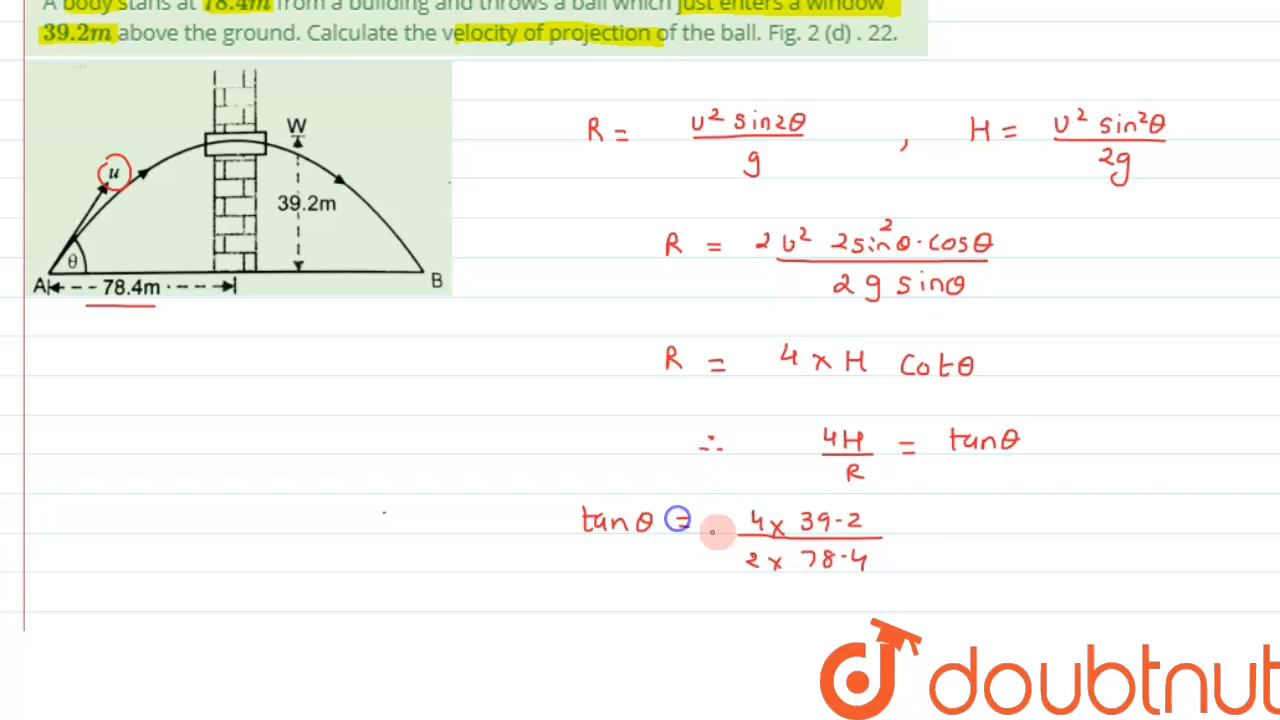 A body stans at 78.4m from a building and throws a ball which just enters a window
39.2m above the ground. Calculate the velocity of projection of the ball. Fig. 2 (d) . 22.
W
u
39.2m
θ
A
78.4m
B
R = u² sin2θ / g , H = u² sin²θ / 2g
R = 2 u² 2sin²θ·cosθ / 2 g sinθ
R = 4 × H Cotθ
∴ 4H / R = tanθ
tanθ = 4 × 39-2 / 2 × 78-4
doubtnut